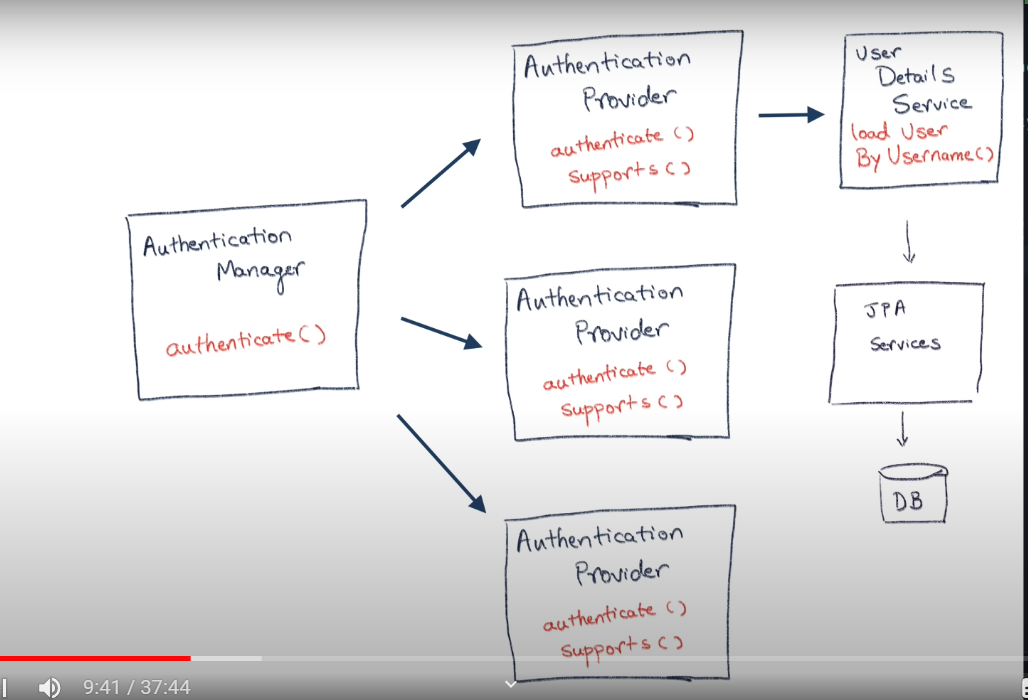 Authentication
Manager
authenticate()
Authentication
Provider
authenticate ()
supports()
Authentication
Provider
authenticate ()
supports()
Authentication
Provider
authenticate ()
supports()
User
Details
Service
load User
By Username()
JPA
Services
DB
9:41 / 37:44